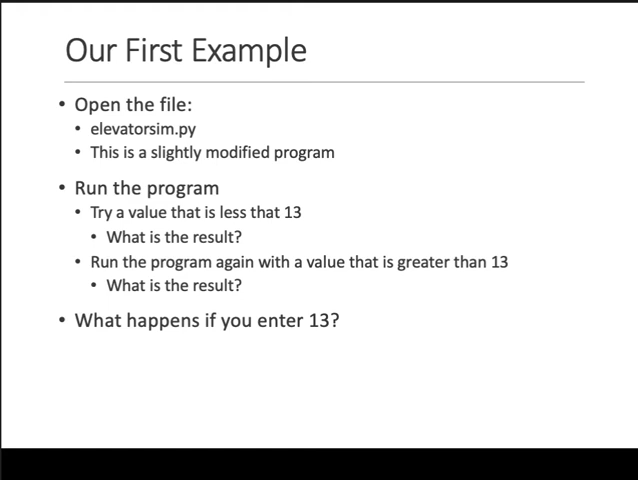 Our First Example
• Open the file:
• elevatorsim.py
• This is a slightly modified program
• Run the program
• Try a value that is less that 13
• What is the result?
• Run the program again with a value that is greater than 13
• What is the result?
• What happens if you enter 13?